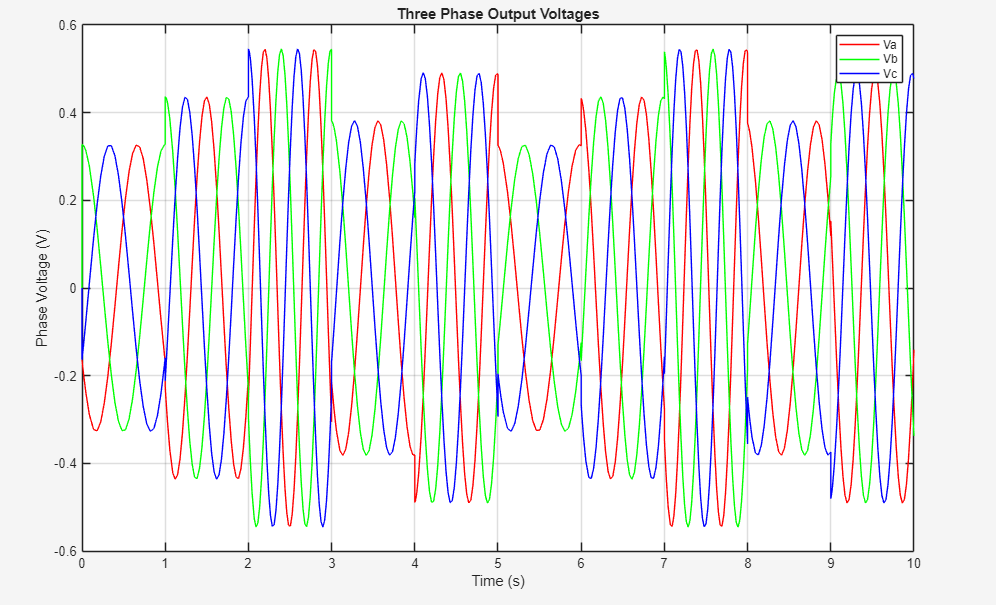 Three Phase Output Voltages
Va
Vb
Vc
Phase Voltage (V)
0.6
0.4
0.2
0
-0.2
-0.4
-0.6
0 1 2 3 4 5 6 7 8 9 10
Time (s)